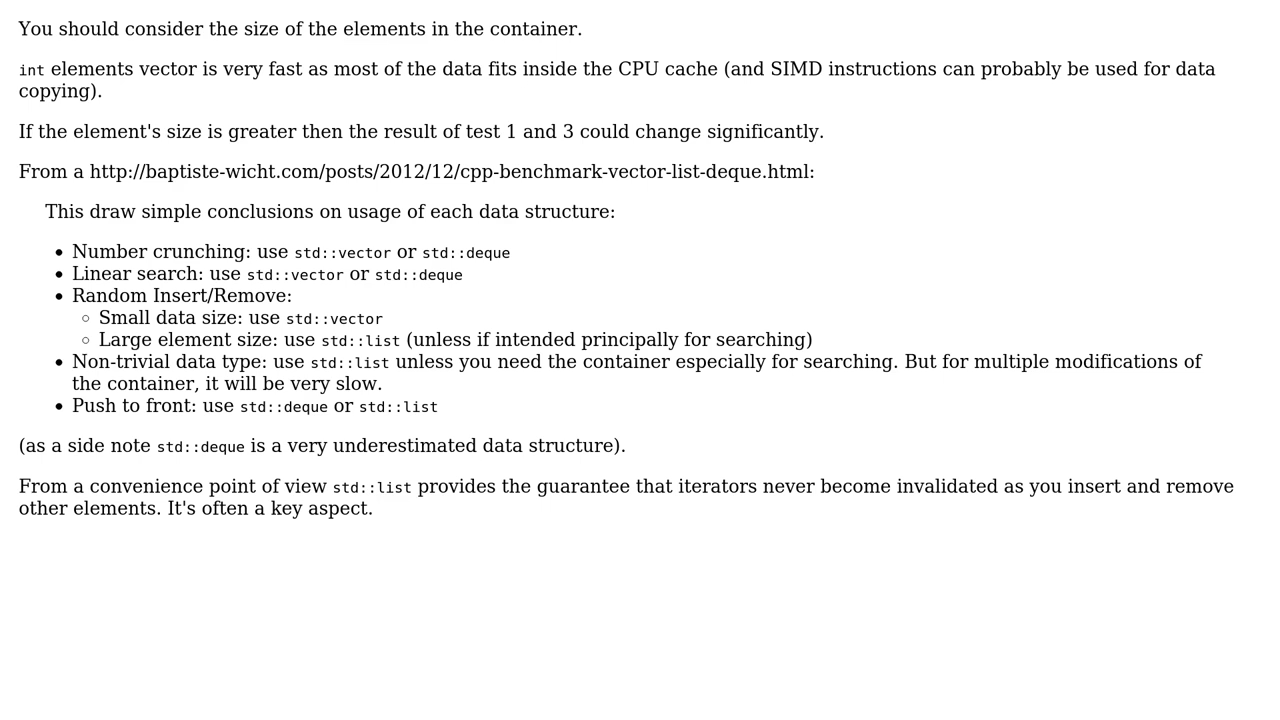 You should consider the size of the elements in the container.
int elements vector is very fast as most of the data fits inside the CPU cache (and SIMD instructions can probably be used for data
copying).
If the element's size is greater then the result of test 1 and 3 could change significantly.
From a http://baptiste-wicht.com/posts/2012/12/cpp-benchmark-vector-list-deque.html:
This draw simple conclusions on usage of each data structure:
• Number crunching: use std::vector or std::deque
• Linear search: use std::vector or std::deque
• Random Insert/Remove:
◦ Small data size: use std::vector
◦ Large element size: use std::list (unless if intended principally for searching)
• Non-trivial data type: use std::list unless you need the container especially for searching. But for multiple modifications of
the container, it will be very slow.
• Push to front: use std::deque or std::list
(as a side note std::deque is a very underestimated data structure).
From a convenience point of view std::list provides the guarantee that iterators never become invalidated as you insert and remove
other elements. It's often a key aspect.